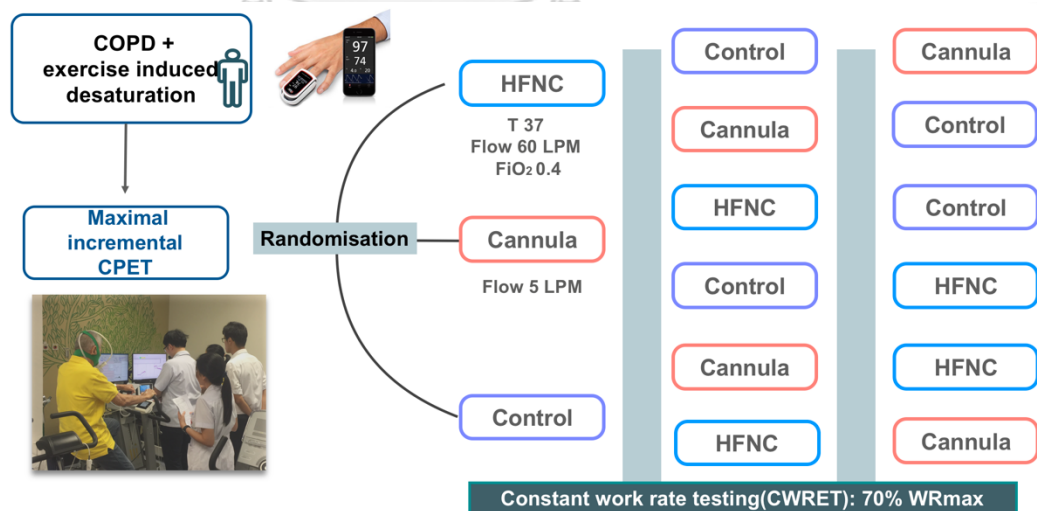 COPD +
exercise induced
desaturation
97
74
Maximal
incremental
CPET
Randomisation
HFNC
T 37
Flow 60 LPM
FiO2 0.4
Cannula
Flow 5 LPM
Control
Control
Cannula
HFNC
Control
Cannula
HFNC
Cannula
Control
Control
HFNC
HFNC
Cannula
Constant work rate testing(CWRET): 70% WRmax